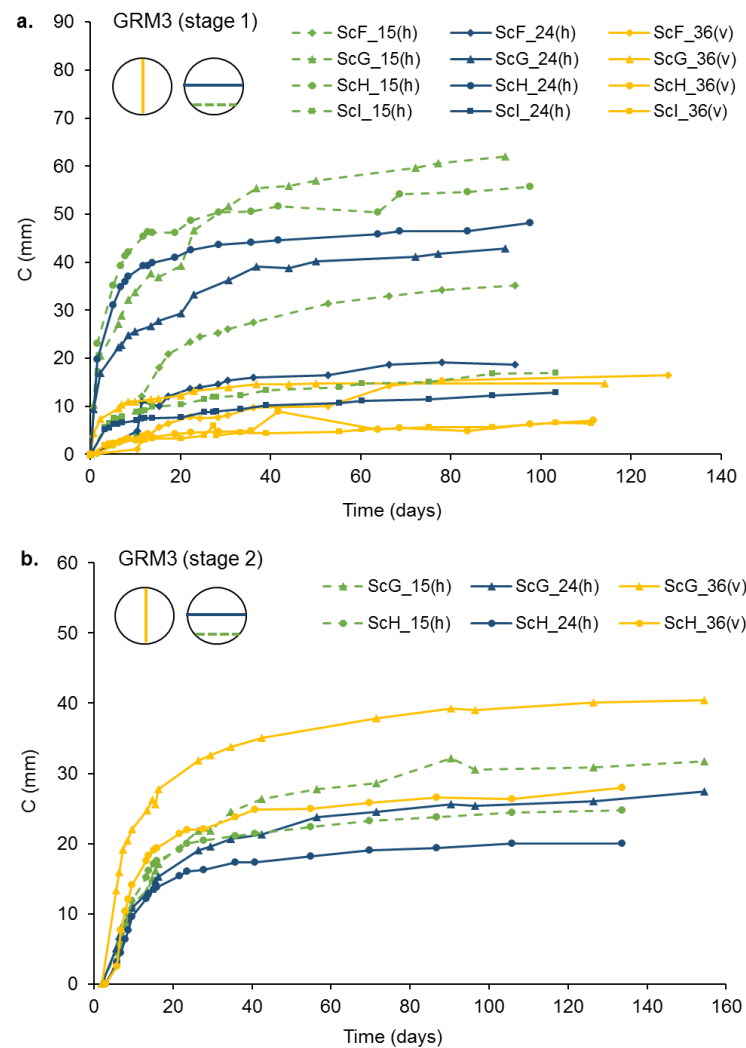 a. GRM3 (stage 1)
ScF_15(h) ScF_24(h) ScF_36(v)
ScG_15(h) ScG_24(h) ScG_36(v)
ScH_15(h) ScH_24(h) ScH_36(v)
ScI_15(h) ScI_24(h) ScI_36(v)
90
80
70
60
50
40
30
20
10
0
C (mm)
0 20 40 60 80 100 120 140
Time (days)
b. GRM3 (stage 2)
ScG_15(h) ScG_24(h) ScG_36(v)
ScH_15(h) ScH_24(h) ScH_36(v)
60
50
40
30
20
10
0
C (mm)
0 20 40 60 80 100 120 140 160
Time (days)